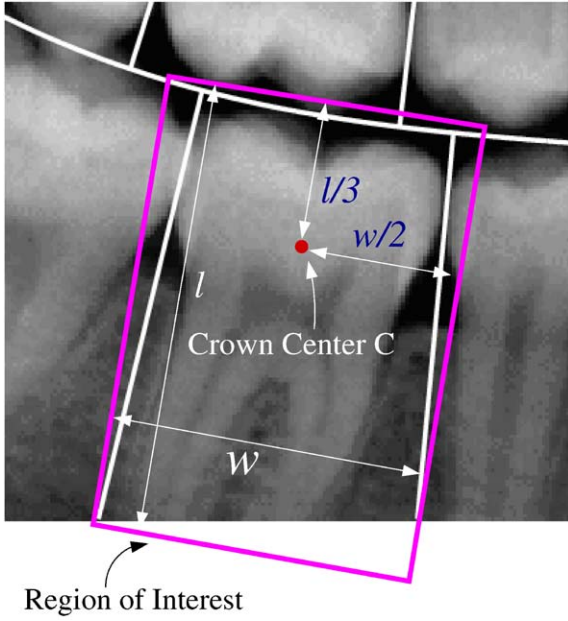 l/3
w/2
l
Crown Center C
w
Region of Interest